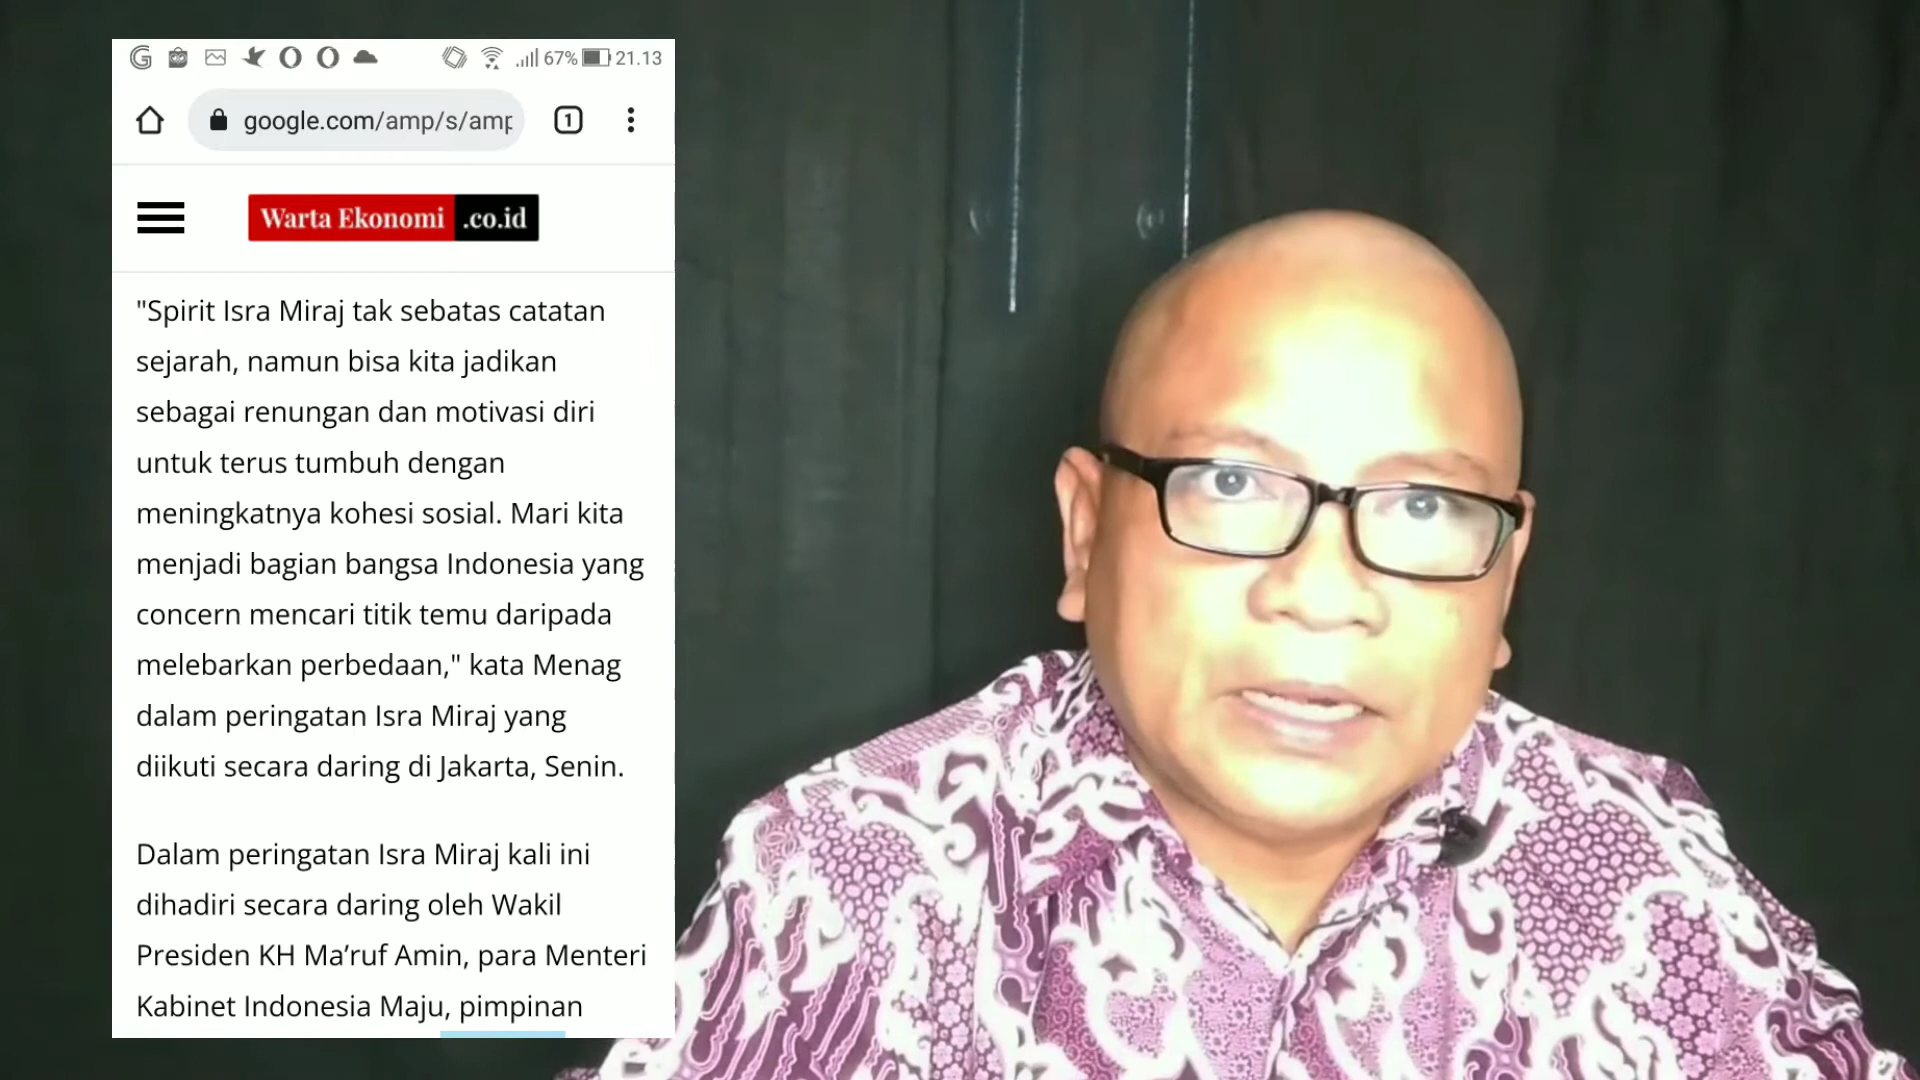 67% 21.13
google.com/amp/s/amp
1
Warta Ekonomi .co.id
"Spirit Isra Miraj tak sebatas catatan
sejarah, namun bisa kita jadikan
sebagai renungan dan motivasi diri
untuk terus tumbuh dengan
meningkatnya kohesi sosial. Mari kita
menjadi bagian bangsa Indonesia yang
concern mencari titik temu daripada
melebarkan perbedaan," kata Menag
dalam peringatan Isra Miraj yang
diikuti secara daring di Jakarta, Senin.
Dalam peringatan Isra Miraj kali ini
dihadiri secara daring oleh Wakil
Presiden KH Ma’ruf Amin, para Menteri
Kabinet Indonesia Maju, pimpinan